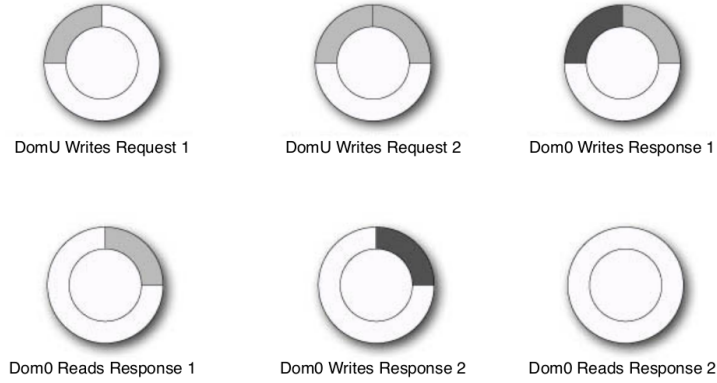 DomU Writes Request 1
DomU Writes Request 2
Dom0 Writes Response 1
Dom0 Reads Response 1
Dom0 Writes Response 2
Dom0 Reads Response 2